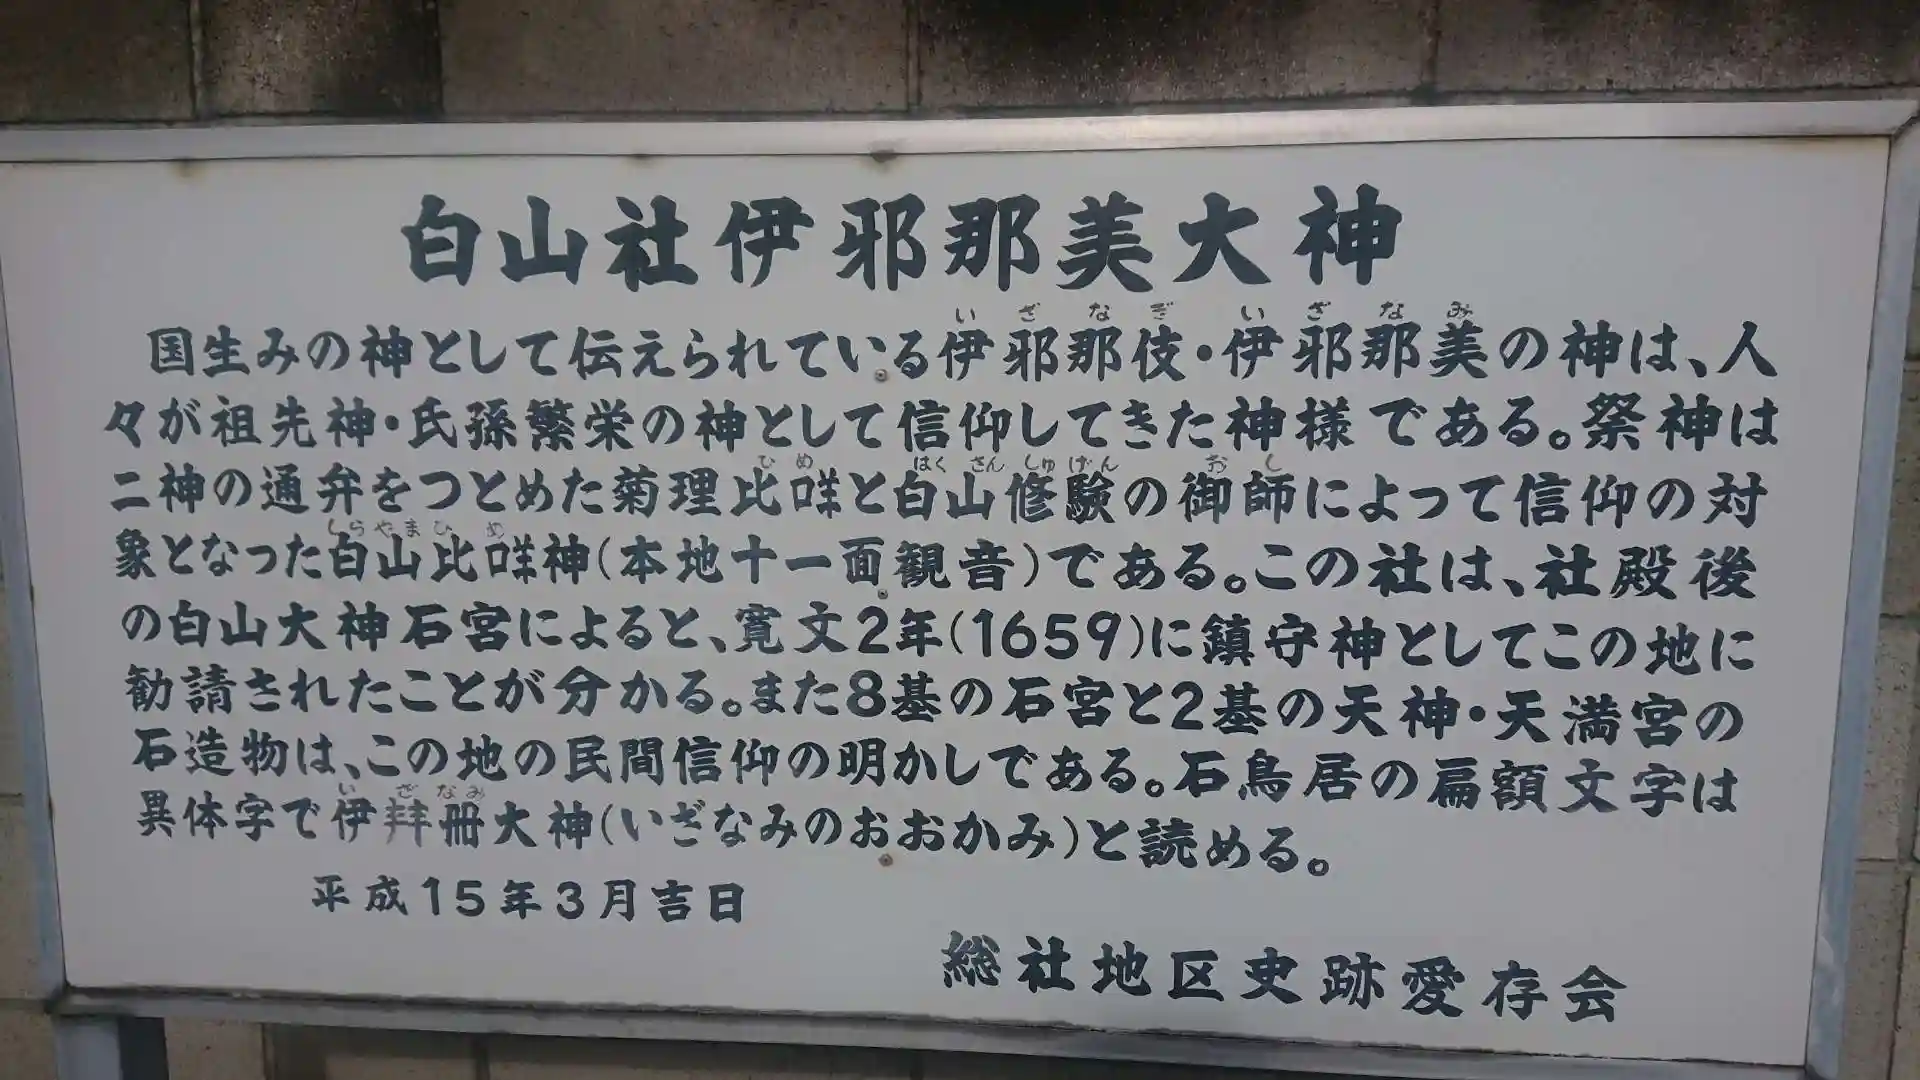 白山社伊邪那美大神
国生みの神として伝えられている伊邪那伎・伊邪那美の神は、人
々が祖先神・氏孫繁栄の神として信仰してきた神様である。祭神は
二神の通弁をつとめた菊理比咩と白山修験の御師によって信仰の対
象となった白山比咩神(本地十一面観音)である。この社は、社殿後
の白山大神石宮によると、寛文2年(1659)に鎮守神としてこの地に
勧請されたことが分かる。また8基の石宮と2基の天神・天満宮の
石造物は、この地の民間信仰の明かしである。石鳥居の扁額文字は
異体字で伊弉冊大神(いざなみのおおかみ)と読める。
平成15年3月吉日
総社地区史跡愛存会